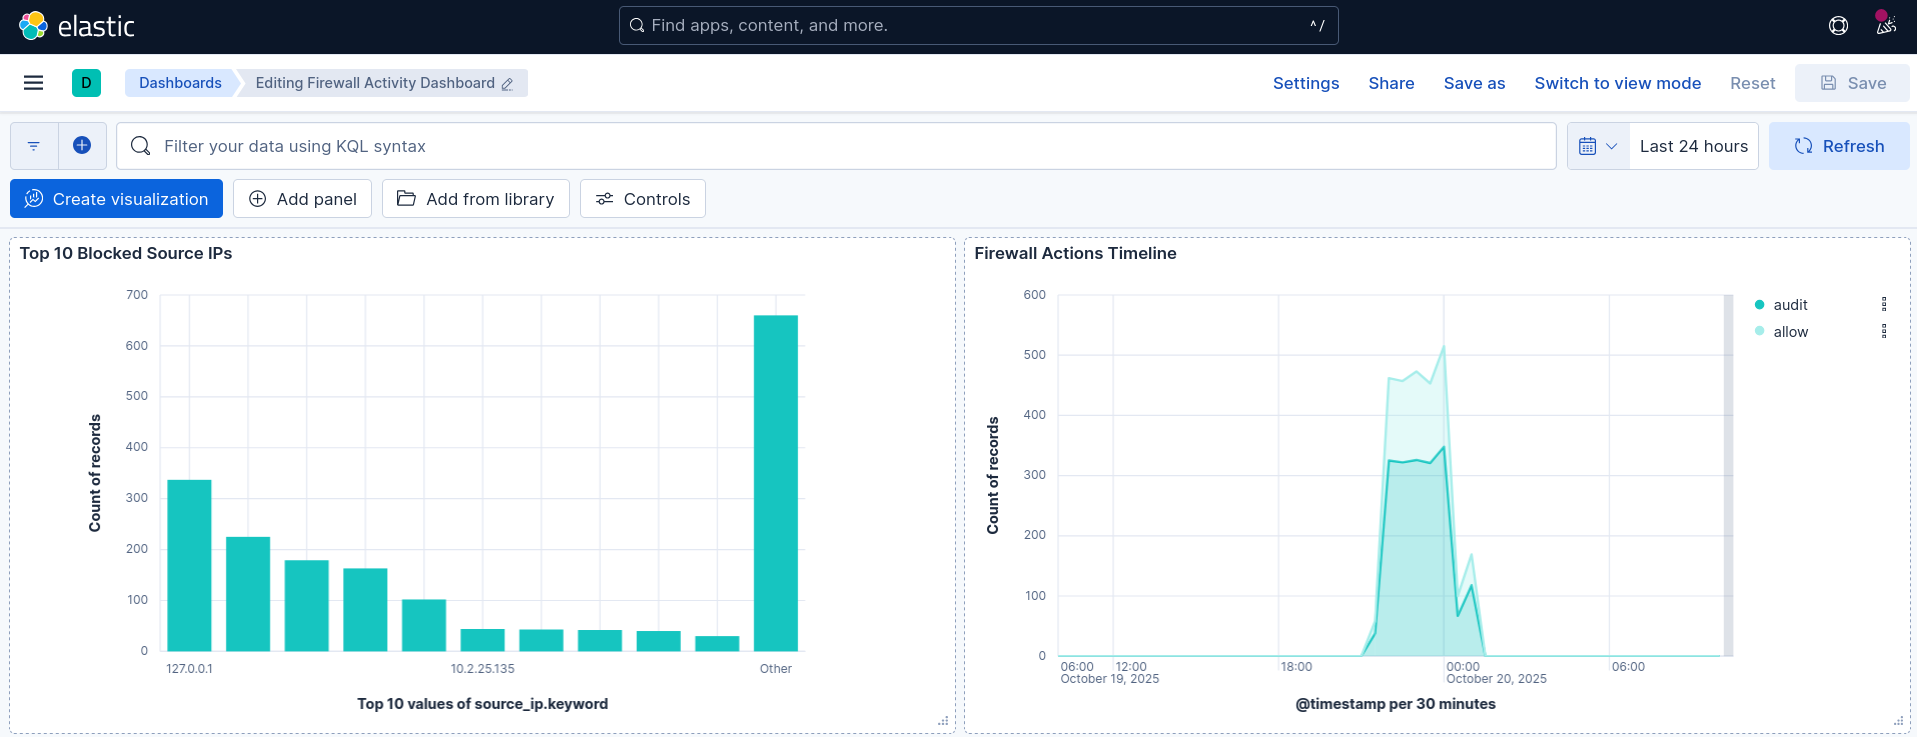 elastic
Find apps, content, and more.
^ /
D
Dashboards
Editing Firewall Activity Dashboard
Settings
Share
Save as
Switch to view mode
Reset
Save
Filter your data using KQL syntax
Last 24 hours
Refresh
Create visualization
Add panel
Add from library
Controls
Top 10 Blocked Source IPs
700
600
500
400
300
200
100
0
Count of records
127.0.0.1
10.2.25.135
Other
Top 10 values of source_ip.keyword
Firewall Actions Timeline
600
500
400
300
200
100
0
Count of records
06:00
12:00
18:00
00:00
06:00
October 19, 2025
October 20, 2025
@timestamp per 30 minutes
audit
allow